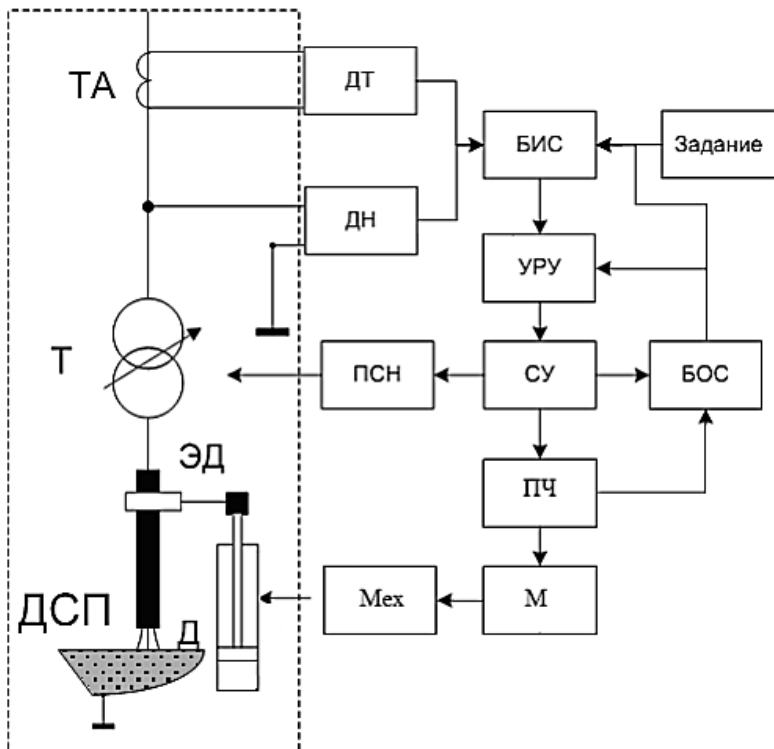 ТА
ДТ
БИС
Задание
ДН
УРУ
Т
ПСН
СУ
БОС
ЭД
ПЧ
ДСП
Д
Мех
М